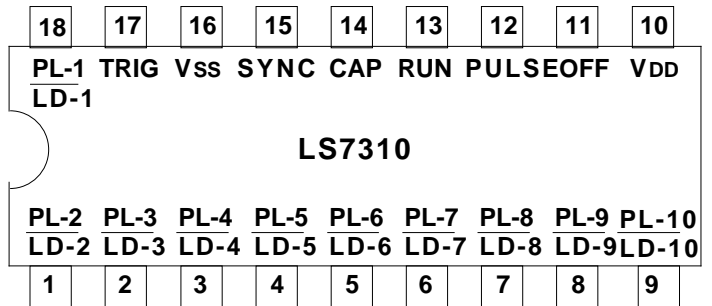 18 17 16 15 14 13 12 11 10
PL-1 TRIG VSS SYNC CAP RUN PULSE OFF VDD
LD-1
LS7310
PL-2 PL-3 PL-4 PL-5 PL-6 PL-7 PL-8 PL-9 PL-10
LD-2 LD-3 LD-4 LD-5 LD-6 LD-7 LD-8 LD-9 LD-10
1 2 3 4 5 6 7 8 9